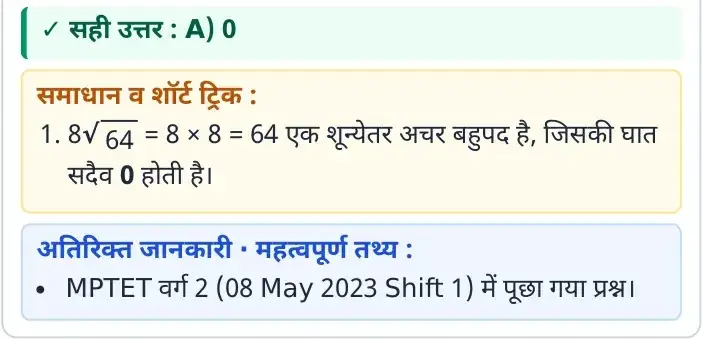 ✓ सही उत्तर : A) 0
समाधान व शॉर्ट ट्रिक :
1. 8√64 = 8 × 8 = 64 एक शून्येतर अचर बहुपद है, जिसकी घात
सदैव 0 होती है।
अतिरिक्त जानकारी · महत्वपूर्ण तथ्य :
• MPTET वर्ग 2 (08 May 2023 Shift 1) में पूछा गया प्रश्न।